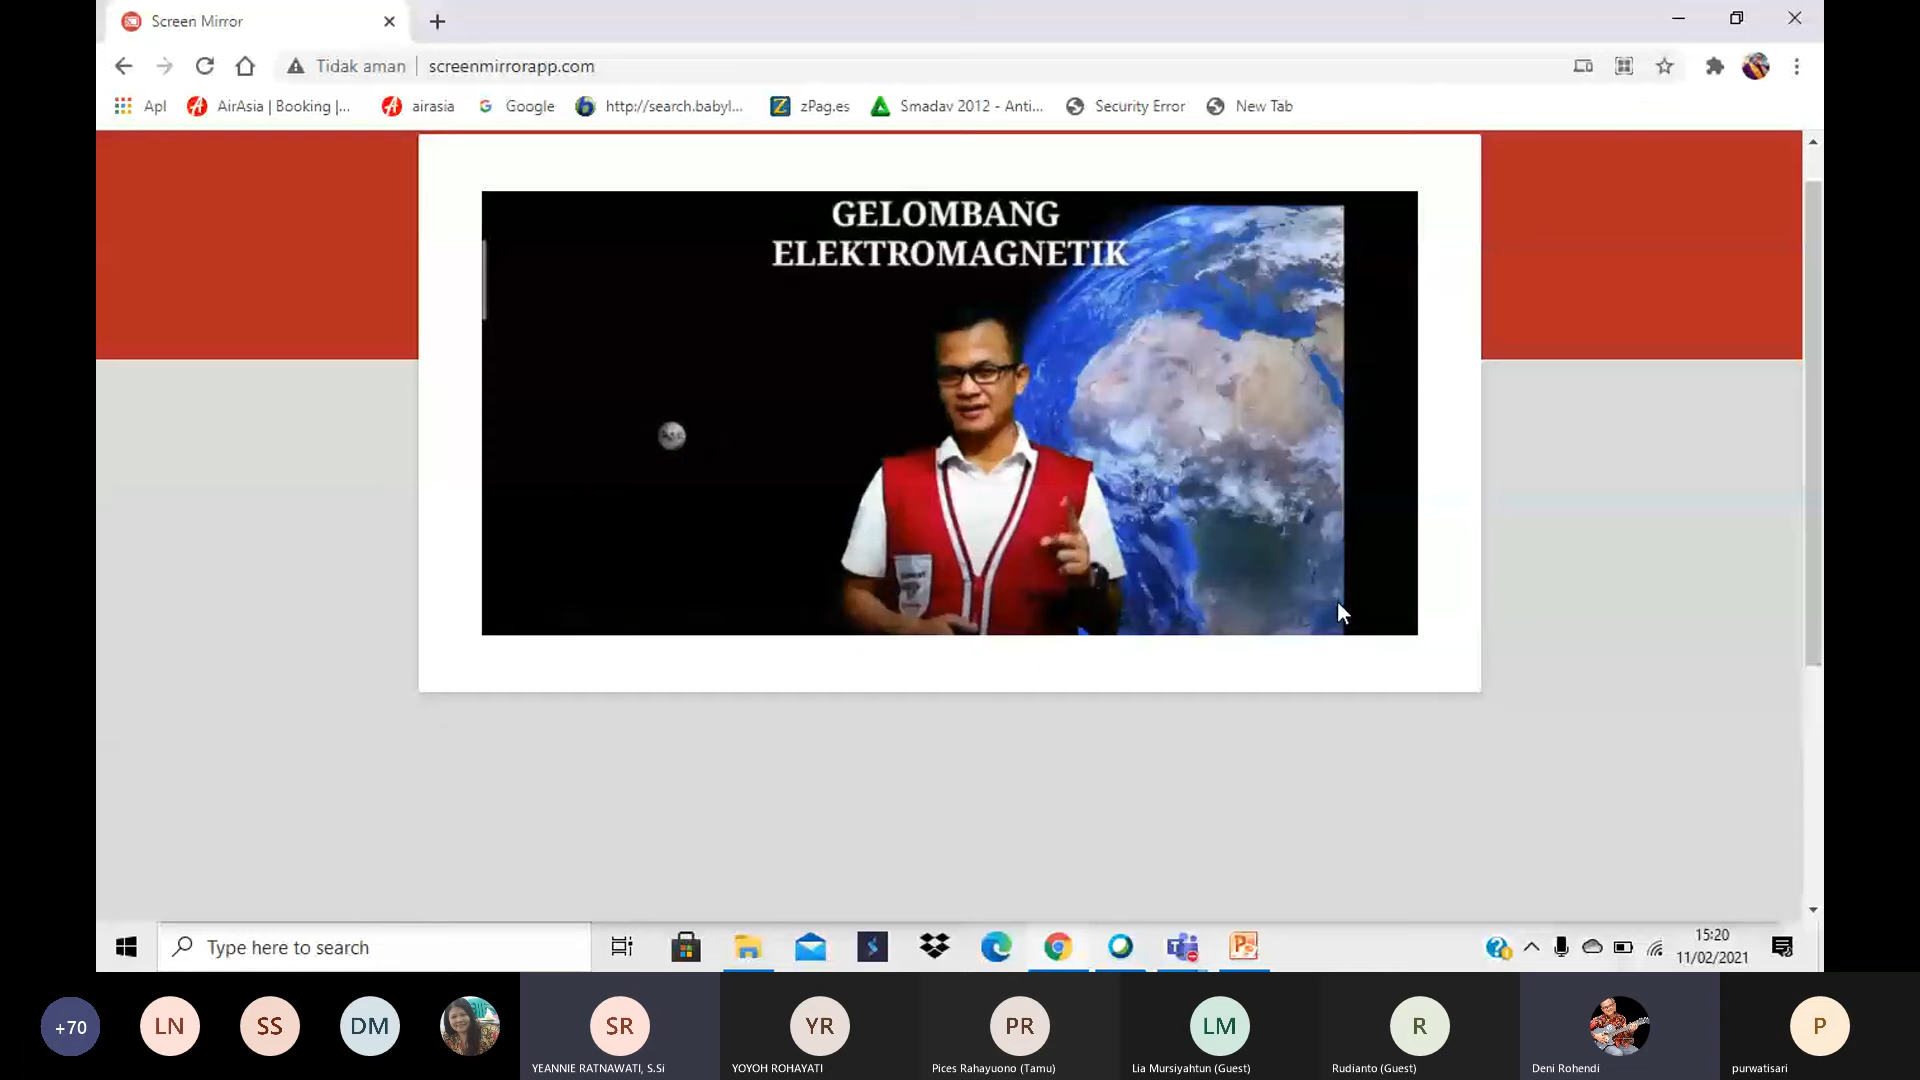 Screen Mirror
Tidak aman
screenmirrorapp.com
Apl
AirAsia | Booking |...
airasia
Google
http://search.babyl...
zPag.es
Smadav 2012 - Anti...
Security Error
New Tab
GELOMBANG
ELEKTROMAGNETIK
Type here to search
15:20
11/02/2021
+70
LN
SS
DM
SR
YR
PR
LM
R
P
YEANNIE RATNAWATI, S.Si
YOYOH ROHAYATI
Pices Rahayuono (Tamu)
Lia Mursiyahtun (Guest)
Rudianto (Guest)
Deni Rohendi
purwatisari